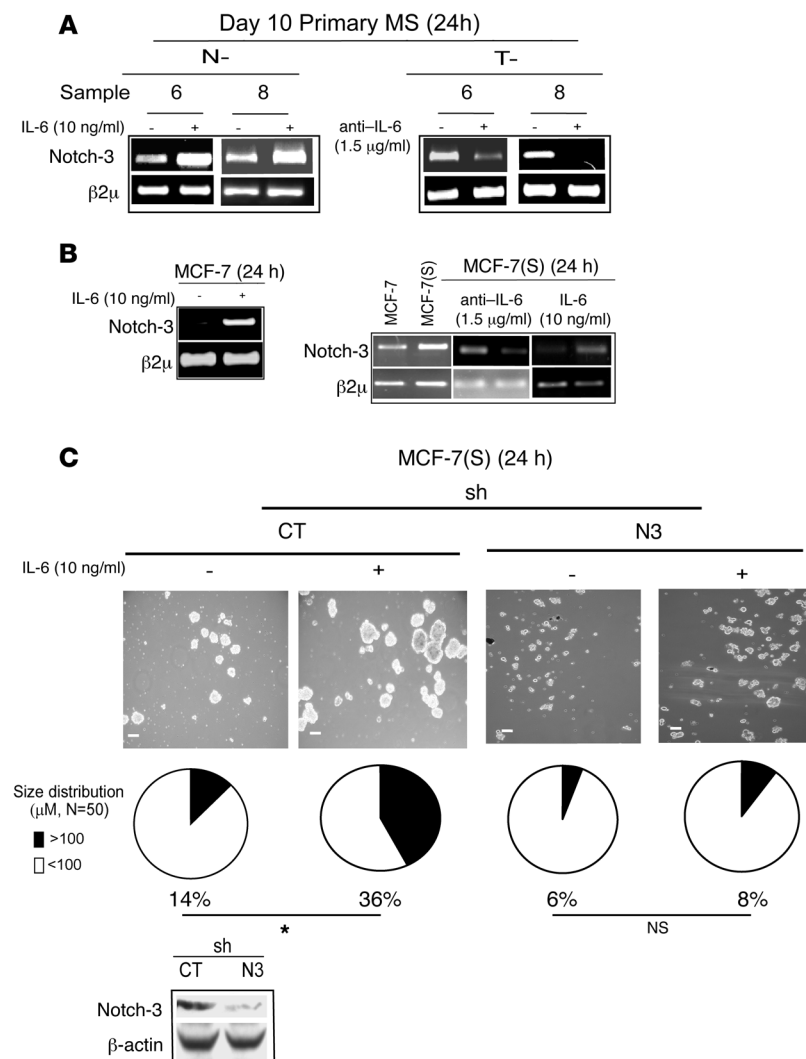 A
Day 10 Primary MS (24h)
N-
T-
Sample 6 8 6 8
IL-6 (10 ng/ml) - + - +
anti–IL-6 - + - +
(1.5 μg/ml)
Notch-3
β2μ
B
MCF-7 (24 h)
IL-6 (10 ng/ml) - +
Notch-3
β2μ
MCF-7
MCF-7(S)
MCF-7(S) (24 h)
anti–IL-6 IL-6
(1.5 μg/ml) (10 ng/ml)
Notch-3
β2μ
C
MCF-7(S) (24 h)
sh
CT N3
IL-6 (10 ng/ml) - + - +
Size distribution
(μM, N=50)
>100
<100
14% 36% 6% 8%
* NS
sh
CT N3
Notch-3
β-actin